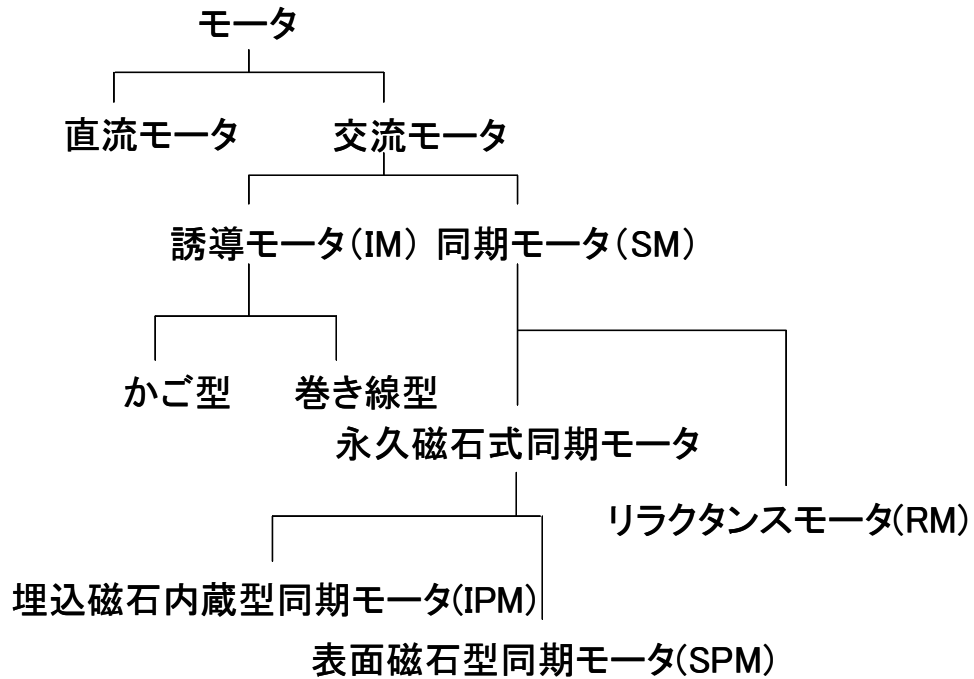 モータ
直流モータ
交流モータ
誘導モータ(IM)
同期モータ(SM)
かご型
巻き線型
永久磁石式同期モータ
リラクタンスモータ(RM)
埋込磁石内蔵型同期モータ(IPM)
表面磁石型同期モータ(SPM)